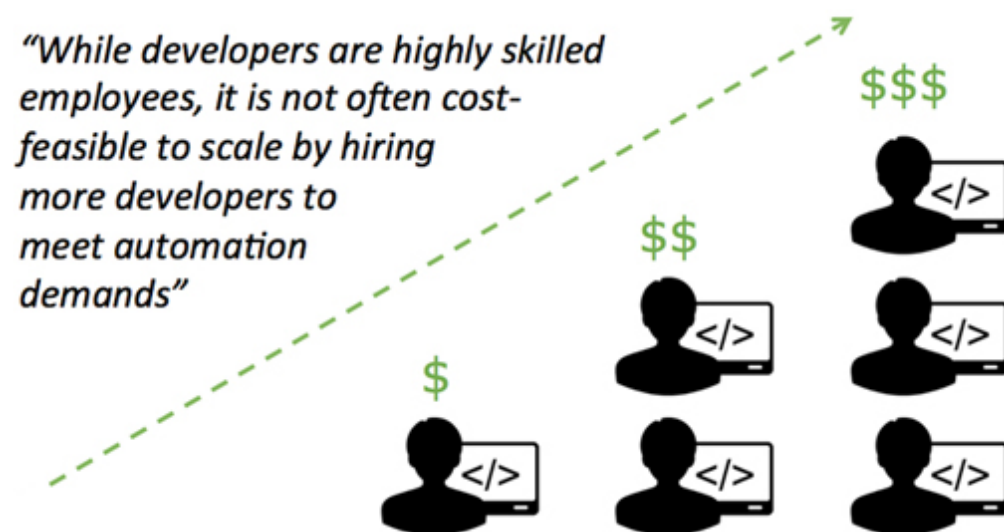 “While developers are highly skilled
employees, it is not often cost-
feasible to scale by hiring
more developers to
meet automation
demands”
$$$
</>
$$
</>
</>
$
</>
</>
</>